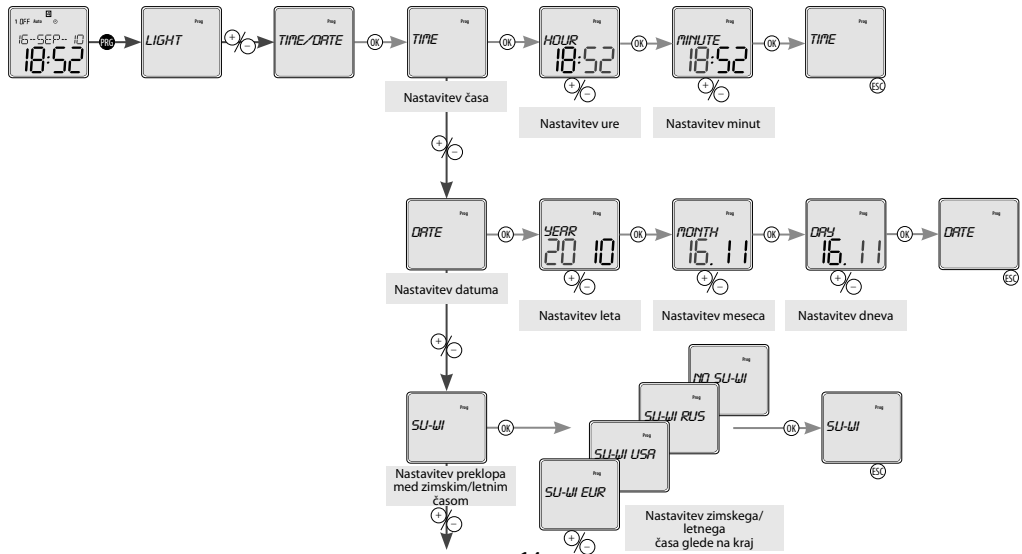 1 OFF Auto
16-SEP-10
18:52
PRG
Prog
LIGHT
+/−
Prog
TIME/DATE
OK
Prog
TIME
OK
Prog
HOUR
18:52
OK
Prog
MINUTE
18:52
OK
Prog
TIME
ESC
+/−
+/−
Nastavitev časa
Nastavitev ure
Nastavitev minut
+/−
Prog
DATE
OK
Prog
YEAR
20 10
OK
Prog
MONTH
16. 11
OK
Prog
DAY
16. 11
OK
Prog
DATE
ESC
+/−
+/−
+/−
Nastavitev datuma
Nastavitev leta
Nastavitev meseca
Nastavitev dneva
+/−
Prog
SU-WI
OK
Prog
NO SU-WI
Prog
SU-WI RUS
Prog
SU-WI USA
Prog
SU-WI EUR
OK
Prog
SU-WI
ESC
Nastavitev preklopa
med zimskim/letnim
časom
+/−
+/−
Nastavitev zimskega/
letnega
časa glede na kraj